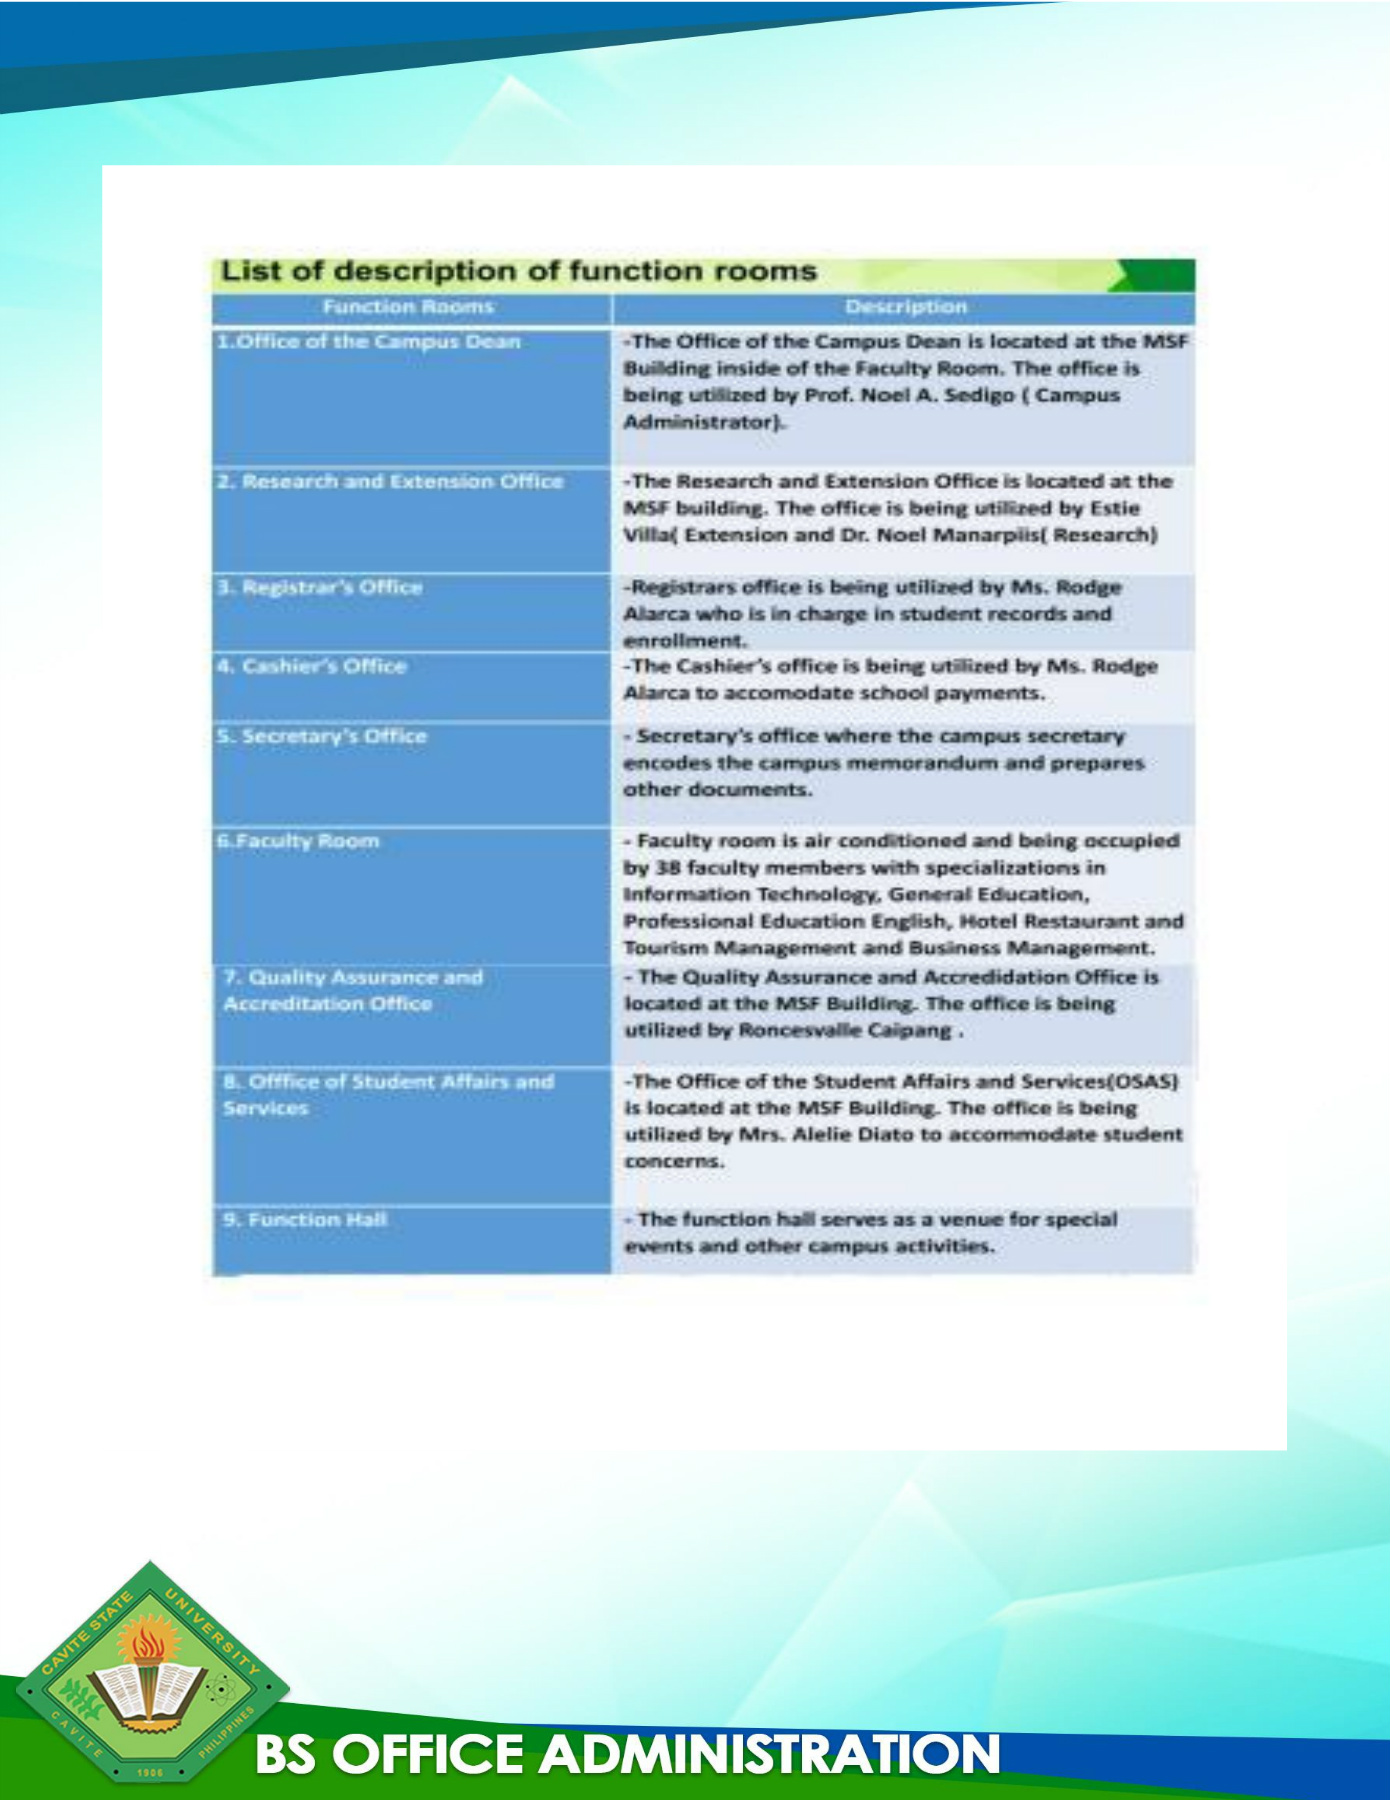 List of description of function rooms
Function Rooms
Description
1.Office of the Campus Dean
-The Office of the Campus Dean is located at the MSF
Building inside of the Faculty Room. The office is
being utilized by Prof. Noel A. Sedigo ( Campus
Administrator).
2. Research and Extension Office
-The Research and Extension Office is located at the
MSF building. The office is being utilized by Estie
Villa( Extension and Dr. Noel Manarpiis( Research)
3. Registrar's Office
-Registrars office is being utilized by Ms. Rodge
Alarca who is in charge in student records and
enrollment.
4. Cashier's Office
-The Cashier's office is being utilized by Ms. Rodge
Alarca to accomodate school payments.
5. Secretary's Office
- Secretary's office where the campus secretary
encodes the campus memorandum and prepares
other documents.
6.Faculty Room
- Faculty room is air conditioned and being occupied
by 38 faculty members with specializations in
Information Technology, General Education,
Professional Education English, Hotel Restaurant and
Tourism Management and Business Management.
7. Quality Assurance and
Accreditation Office
- The Quality Assurance and Accredidation Office is
located at the MSF Building. The office is being
utilized by Roncesvalle Caipang .
8. Offfice of Student Affairs and
Services
-The Office of the Student Affairs and Services(OSAS)
is located at the MSF Building. The office is being
utilized by Mrs. Alelie Diato to accommodate student
concerns.
9. Function Hall
- The function hall serves as a venue for special
events and other campus activities.
CAVITE STATE
UNIVERSITY
CAVITE
PHILIPPINES
1906
BS OFFICE ADMINISTRATION